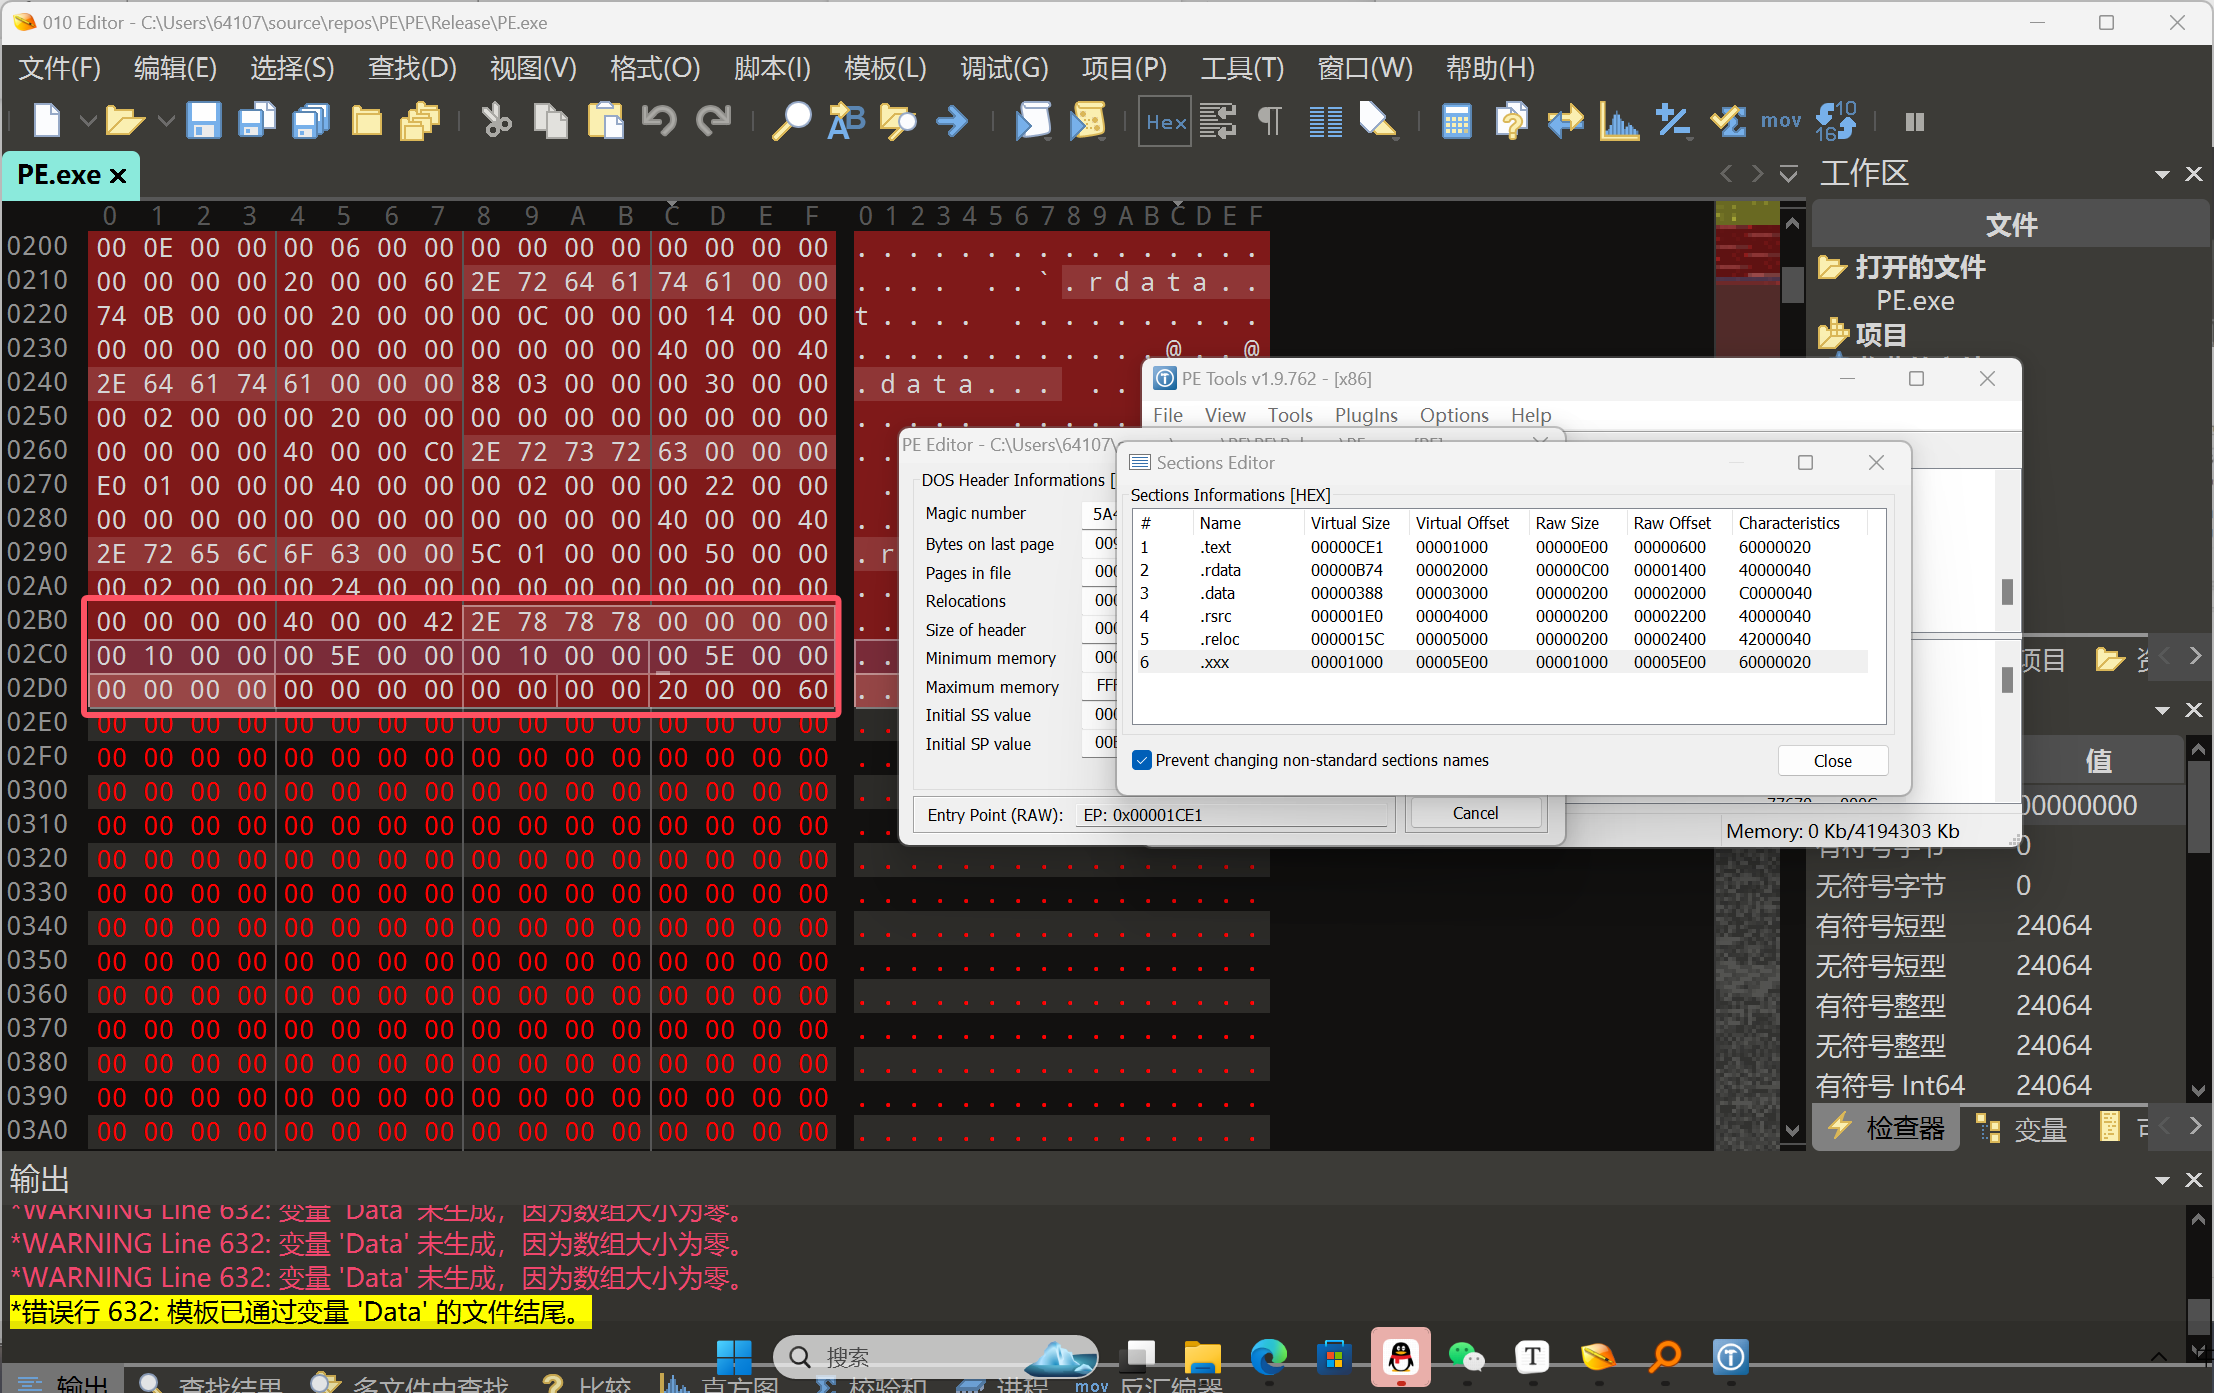 010 Editor - C:\Users\64107\source\repos\PE\PE\Release\PE.exe
文件(F) 编辑(E) 选择(S) 查找(D) 视图(V) 格式(O) 脚本(I) 模板(L) 调试(G) 项目(P) 工具(T) 窗口(W) 帮助(H)
Hex mov 10 16
PE.exe
工作区
0 1 2 3 4 5 6 7 8 9 A B C D E F 0 1 2 3 4 5 6 7 8 9 A B C D E F
0200 00 0E 00 00 00 06 00 00 00 00 00 00 00 00 00 00 ................
0210 00 00 00 00 20 00 00 60 2E 72 64 61 74 61 00 00 .... ..`.rdata..
0220 74 0B 00 00 00 20 00 00 00 0C 00 00 00 14 00 00 t.... ..........
0230 00 00 00 00 00 00 00 00 00 00 00 00 40 00 00 40 ............@..@
0240 2E 64 61 74 61 00 00 00 88 03 00 00 00 30 00 00 .data...
0250 00 02 00 00 00 20 00 00 00 00 00 00 00 00 00 00
0260 00 00 00 00 40 00 00 C0 2E 72 73 72 63 00 00 00
0270 E0 01 00 00 00 40 00 00 00 02 00 00 00 22 00 00
0280 00 00 00 00 00 00 00 00 00 00 00 00 40 00 00 40
0290 2E 72 65 6C 6F 63 00 00 5C 01 00 00 00 50 00 00 .r
02A0 00 02 00 00 00 24 00 00 00 00 00 00 00 00 00 00
02B0 00 00 00 00 40 00 00 42 2E 78 78 78 00 00 00 00
02C0 00 10 00 00 00 5E 00 00 00 10 00 00 00 5E 00 00
02D0 00 00 00 00 00 00 00 00 00 00 00 00 20 00 00 60
02E0 00 00 00 00 00 00 00 00 00 00 00 00 00 00 00 00
02F0 00 00 00 00 00 00 00 00 00 00 00 00 00 00 00 00
0300 00 00 00 00 00 00 00 00 00 00 00 00 00 00 00 00
0310 00 00 00 00 00 00 00 00 00 00 00 00 00 00 00 00
0320 00 00 00 00 00 00 00 00 00 00 00 00 00 00 00 00 ................
0330 00 00 00 00 00 00 00 00 00 00 00 00 00 00 00 00 ................
0340 00 00 00 00 00 00 00 00 00 00 00 00 00 00 00 00 ................
0350 00 00 00 00 00 00 00 00 00 00 00 00 00 00 00 00 ................
0360 00 00 00 00 00 00 00 00 00 00 00 00 00 00 00 00 ................
0370 00 00 00 00 00 00 00 00 00 00 00 00 00 00 00 00 ................
0380 00 00 00 00 00 00 00 00 00 00 00 00 00 00 00 00 ................
0390 00 00 00 00 00 00 00 00 00 00 00 00 00 00 00 00 ................
03A0 00 00 00 00 00 00 00 00 00 00 00 00 00 00 00 00 ................
文件
打开的文件
PE.exe
项目
PE Tools v1.9.762 - [x86]
File View Tools PlugIns Options Help
PE Editor - C:\Users\64107\
DOS Header Informations [
Magic number 5A4
Bytes on last page 009
Pages in file 000
Relocations 000
Size of header 000
Minimum memory 000
Maximum memory FFF
Initial SS value 000
Initial SP value 00B
Entry Point (RAW): EP: 0x00001CE1
Cancel
Sections Editor
Sections Informations [HEX]
# Name Virtual Size Virtual Offset Raw Size Raw Offset Characteristics
1 .text 00000CE1 00001000 00000E00 00000600 60000020
2 .rdata 00000B74 00002000 00000C00 00001400 40000040
3 .data 00000388 00003000 00000200 00002000 C0000040
4 .rsrc 000001E0 00004000 00000200 00002200 40000040
5 .reloc 0000015C 00005000 00000200 00002400 42000040
6 .xxx 00001000 00005E00 00001000 00005E00 60000020
Prevent changing non-standard sections names
Close
Memory: 0 Kb/4194303 Kb
项目
值
00000000
有符号字节 0
无符号字节 0
有符号短型 24064
无符号短型 24064
有符号整型 24064
无符号整型 24064
有符号 Int64 24064
检查器 变量
输出
*WARNING Line 632: 变量 'Data' 未生成，因为数组大小为零。
*WARNING Line 632: 变量 'Data' 未生成，因为数组大小为零。
*WARNING Line 632: 变量 'Data' 未生成，因为数组大小为零。
*错误行 632: 模板已通过变量 'Data' 的文件结尾。
搜索
输出 查找结果 多文件中查找 比较 直方图 校验和 进程 mov 反汇编器